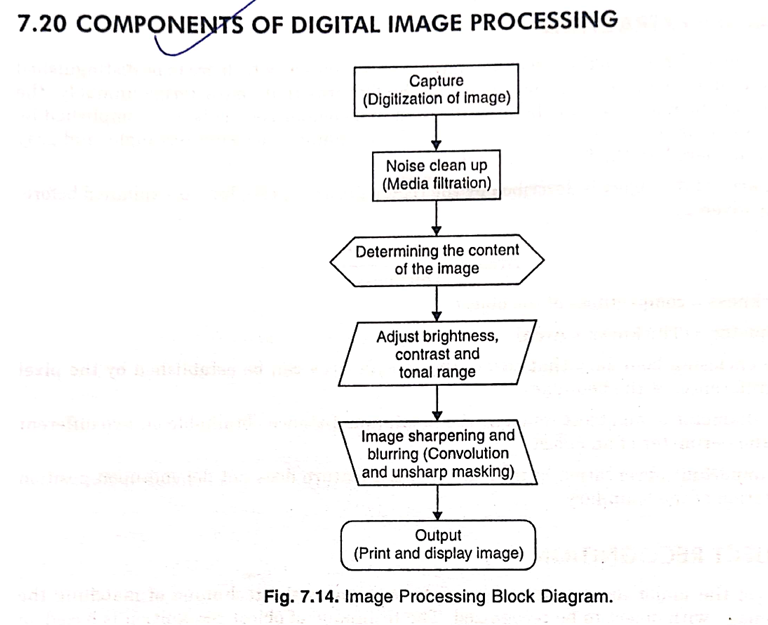 7.20 COMPONENTS OF DIGITAL IMAGE PROCESSING
Capture
(Digitization of image)
Noise clean up
(Media filtration)
Determining the content
of the image
Adjust brightness,
contrast and
tonal range
Image sharpening and
blurring (Convolution
and unsharp masking)
Output
(Print and display image)
Fig. 7.14. Image Processing Block Diagram.